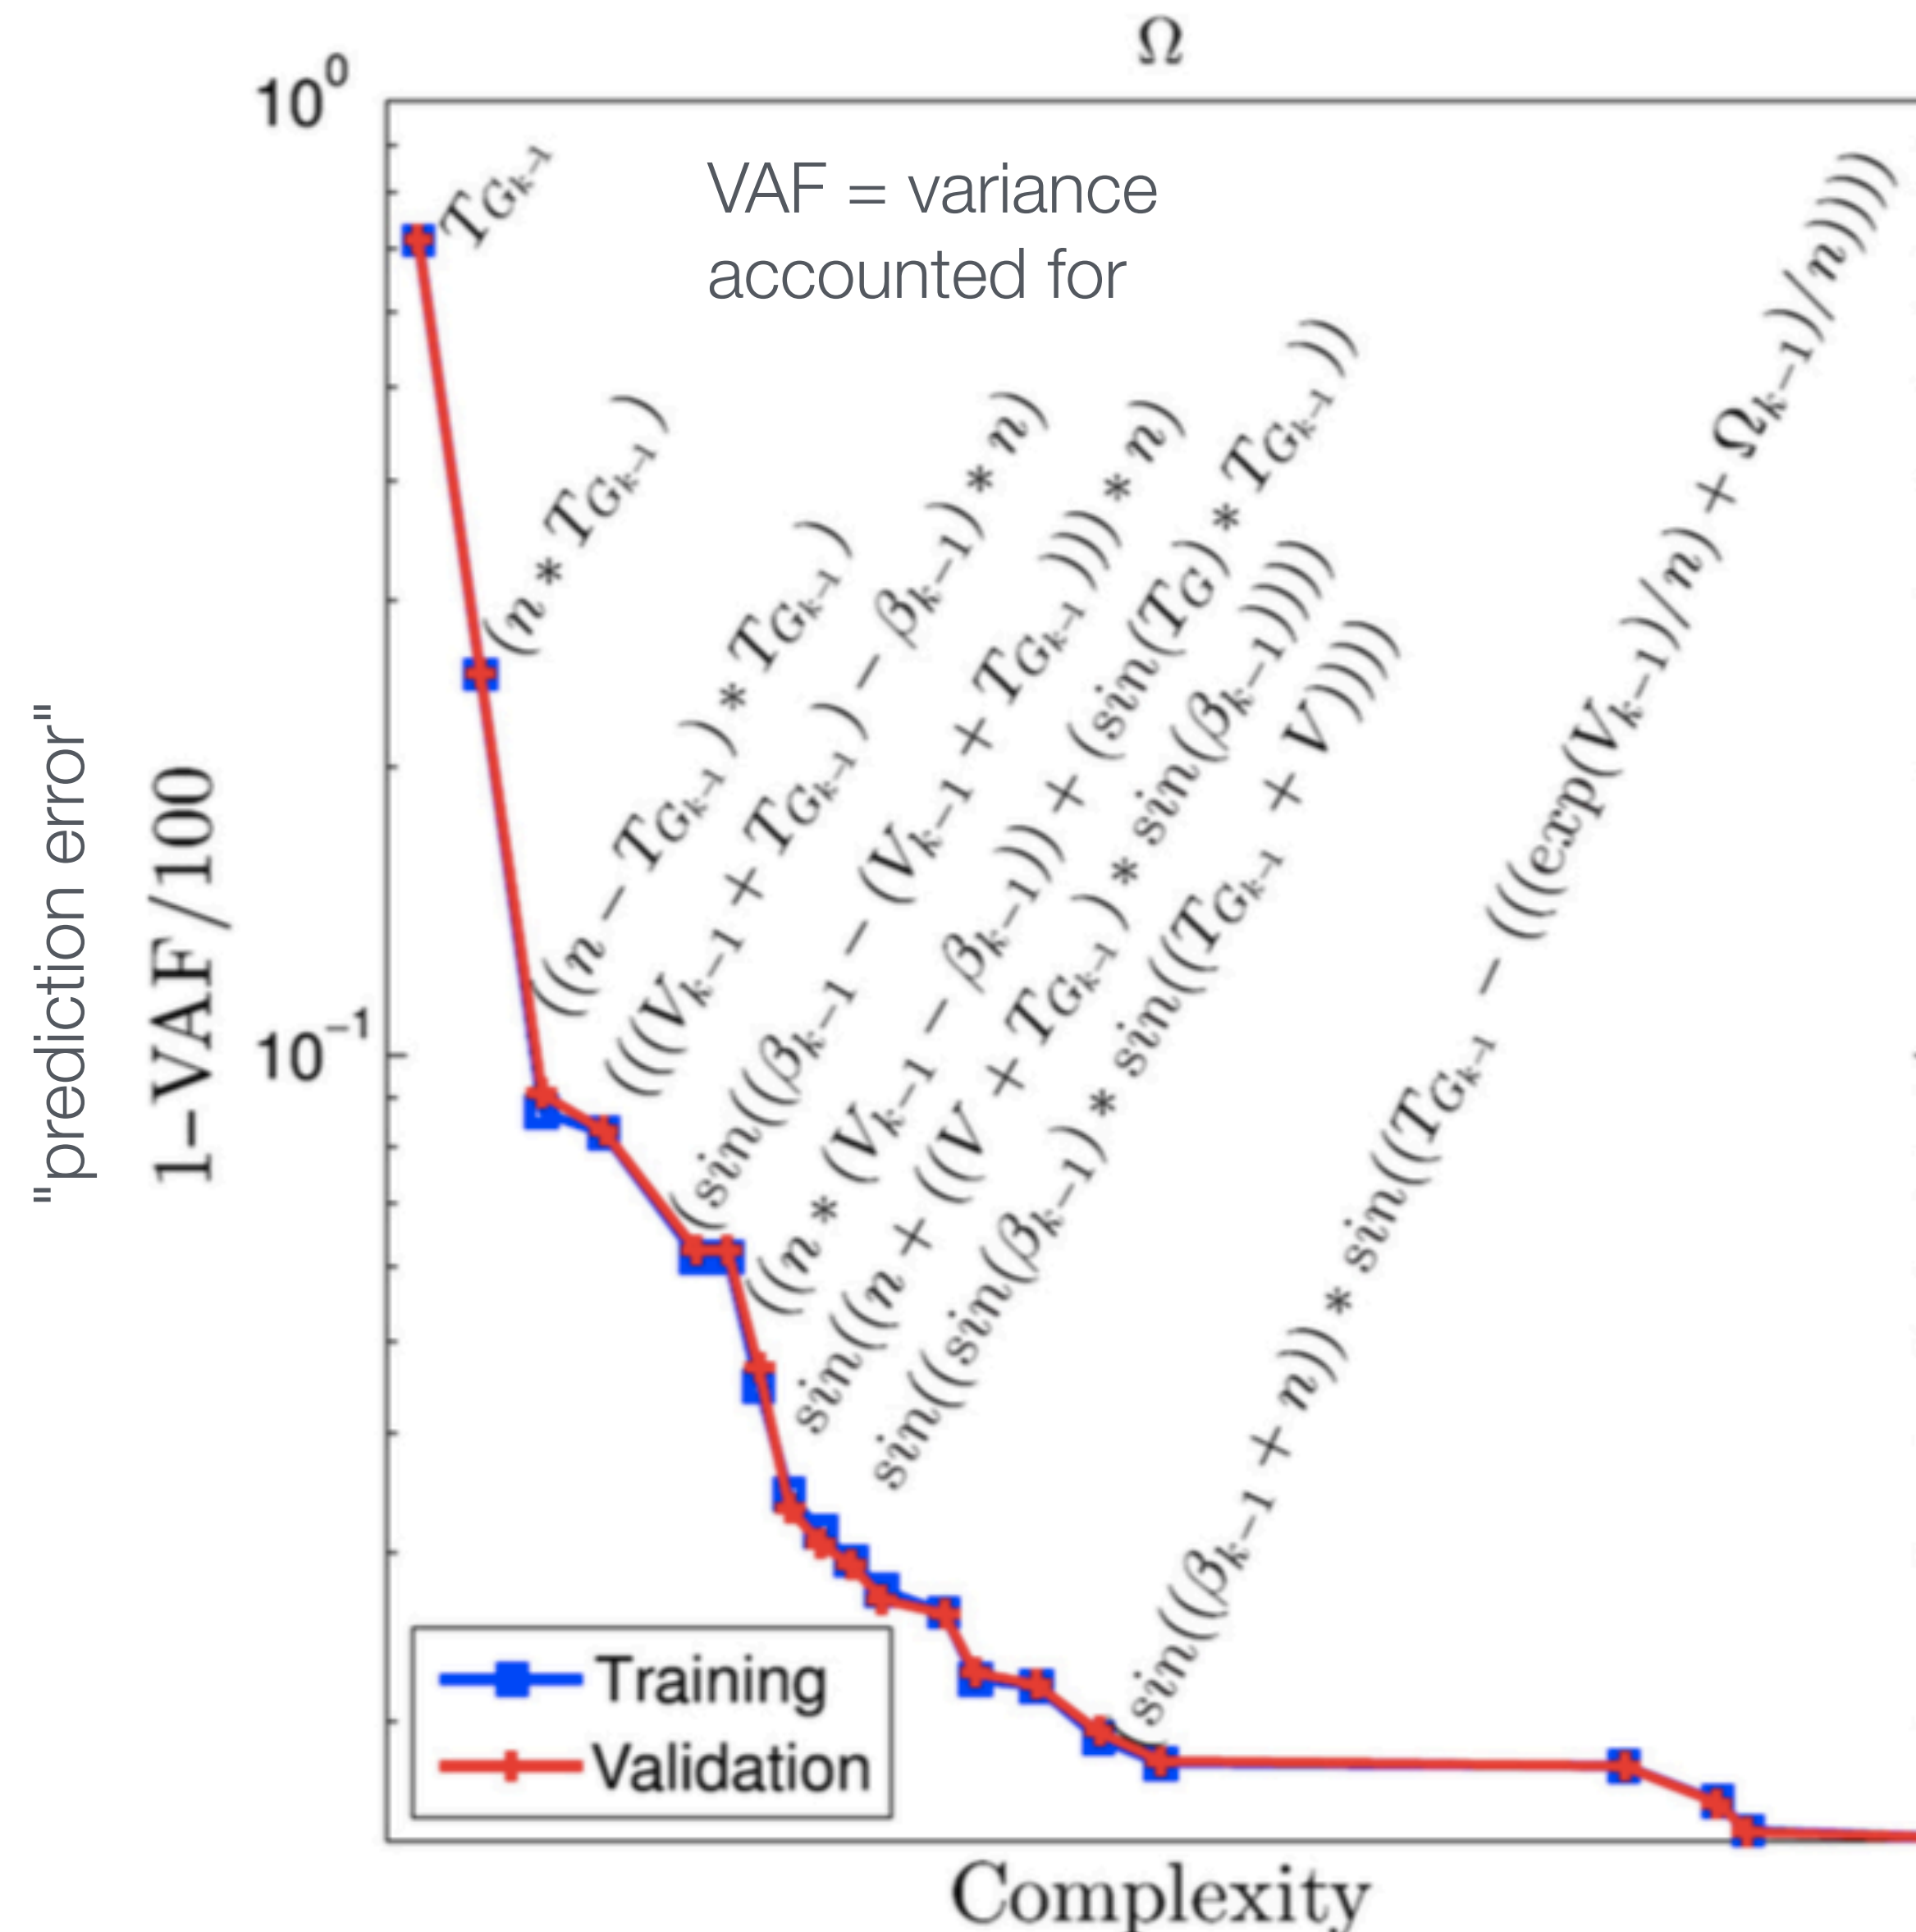 Ω
10^0
VAF = variance
accounted for
"prediction error"
1-VAF/100
10^{-1}
T_{G_{k-1}}
(n * T_{G_{k-1}})
((n - T_{G_{k-1}}) * T_{G_{k-1}})
(((V_{k-1} + T_{G_{k-1}}) - β_{k-1}) * n)
(sin((β_{k-1} - (V_{k-1} + T_{G_{k-1}}))) * n)
((n * (V_{k-1} - β_{k-1})) + (sin(T_G) * T_{G_{k-1}}))
sin((n + ((V + T_{G_{k-1}}) * sin(β_{k-1}))))
sin((sin(β_{k-1}) * sin((T_{G_{k-1}} + V))))
(sin((β_{k-1} + n)) * sin((T_{G_{k-1}} - (((exp(V_{k-1})/n) + Ω_{k-1})/n))))
Training
Validation
Complexity